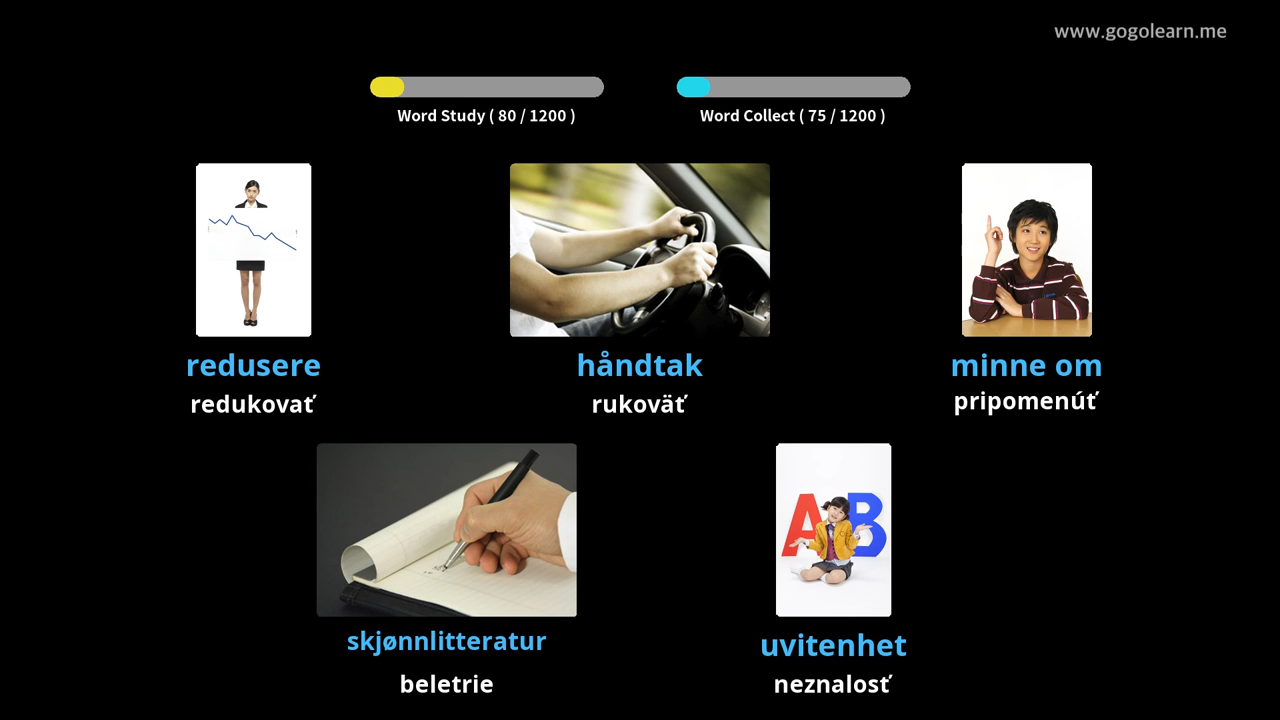 www.gogolearn.me
Word Study ( 80 / 1200 )
Word Collect ( 75 / 1200 )
redusere
redukovať
håndtak
rukoväť
minne om
pripomenúť
A B
skjønnlitteratur
beletrie
uvitenhet
neznalosť